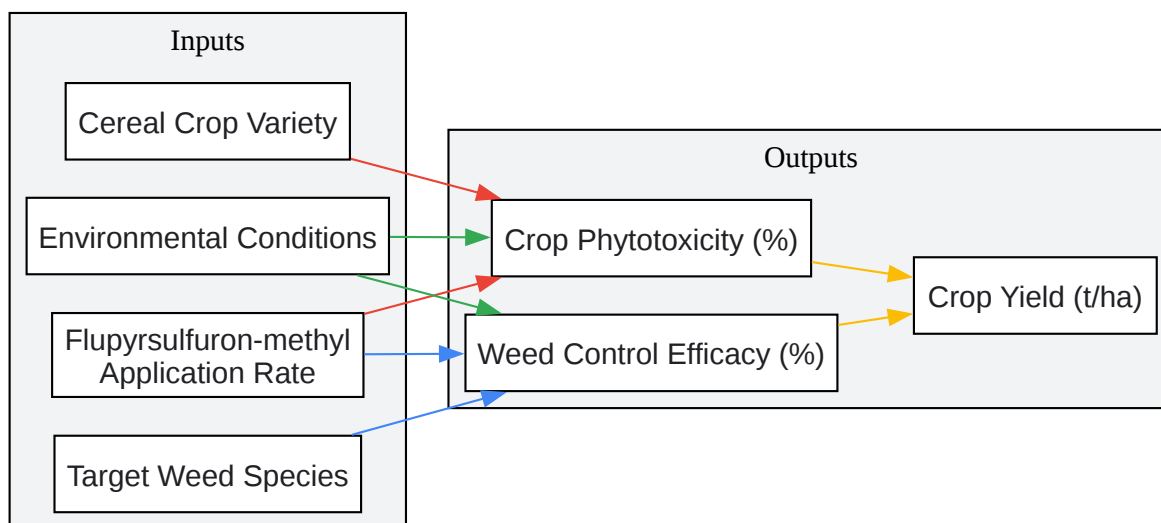 Inputs
Cereal Crop Variety
Environmental Conditions
Flupyrsulfuron-methyl
Application Rate
Target Weed Species
Outputs
Crop Phytotoxicity (%)
Weed Control Efficacy (%)
Crop Yield (t/ha)